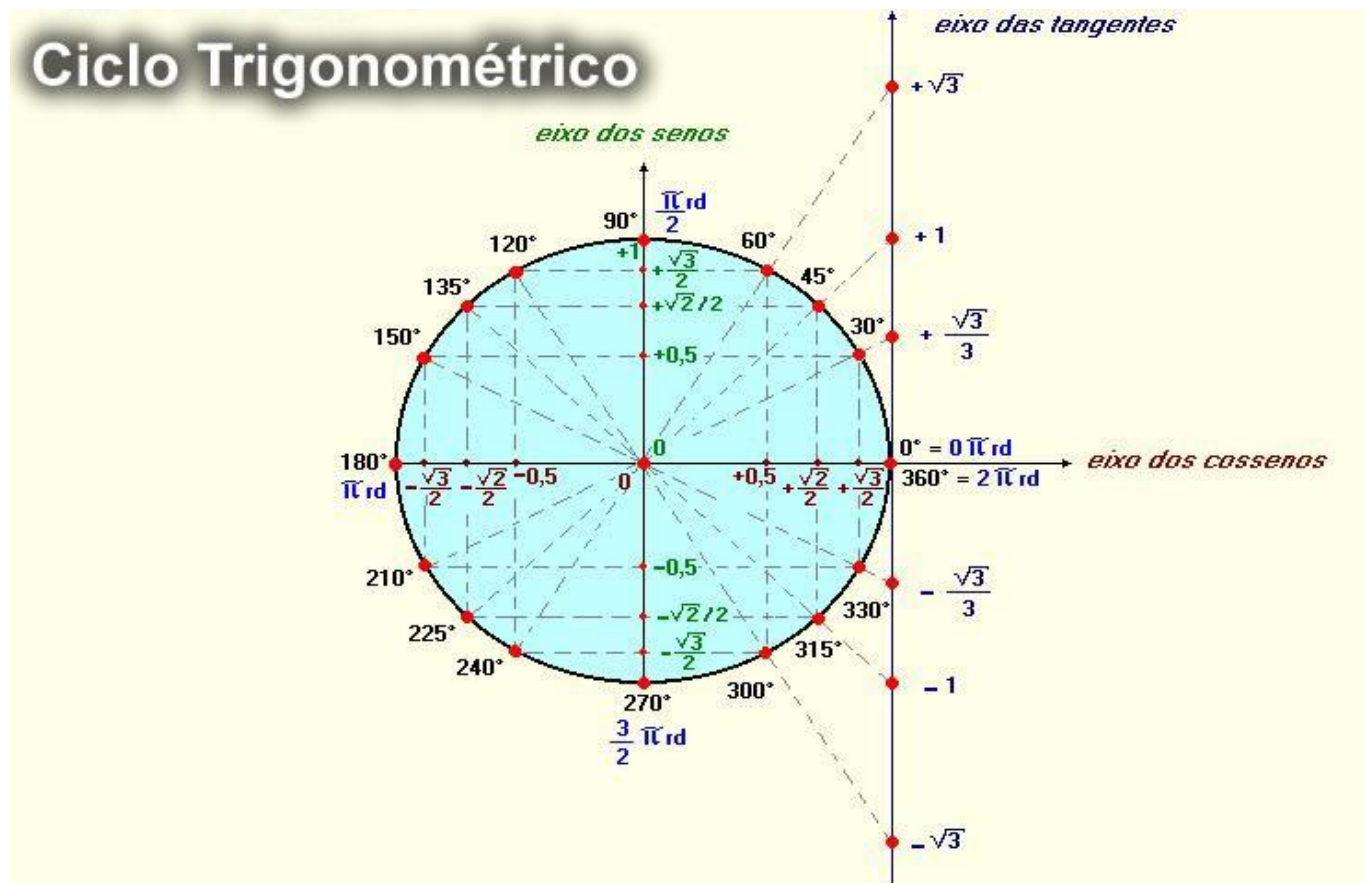 Ciclo Trigonométrico
eixo das tangentes
+√3
eixo dos senos
90° π/2 rd
120° +1 60° +1
+√3/2
135° 45°
+√2/2
150° 30° + √3/3
+0,5
0 0° = 0 π rd
180° eixo dos cossenos
π rd -√3/2 -√2/2 -0,5 0 +0,5 +√2/2 +√3/2 360° = 2 π rd
-0,5
210° - √3/3
330°
-√2/2
225° 315°
-√3/2
240° 300° - 1
270°
3/2 π rd
-√3